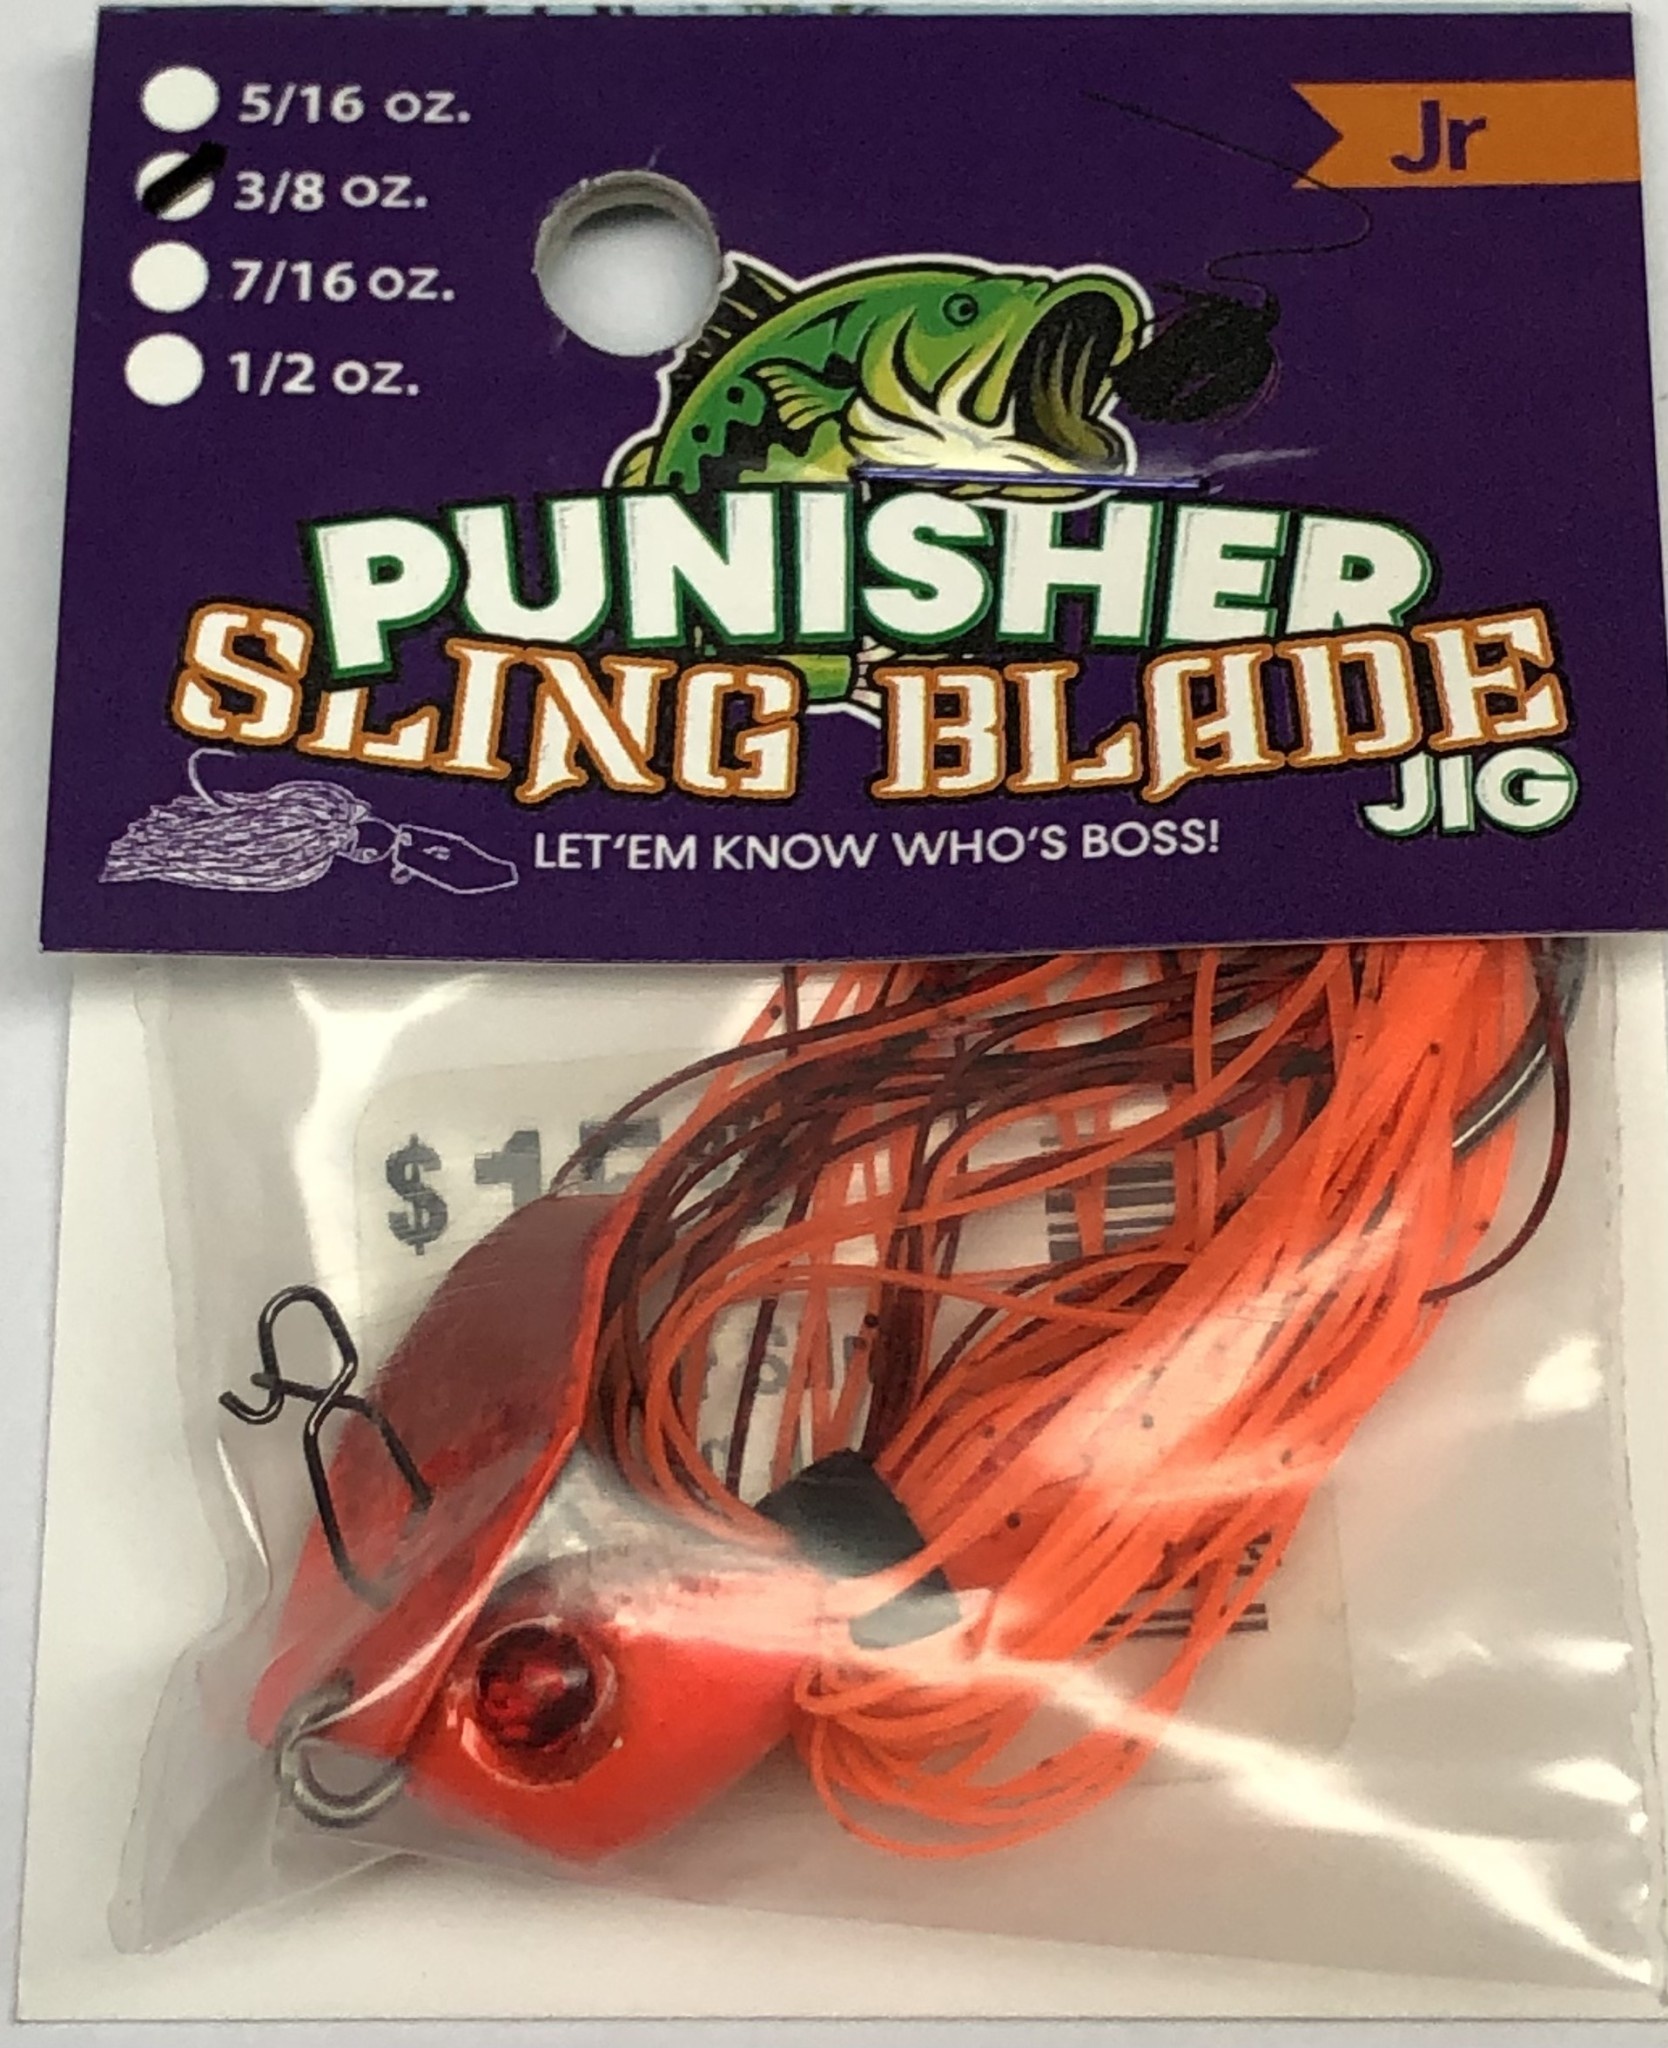 5/16 oz.
Jr
3/8 oz.
7/16 oz.
1/2 oz.
PUNISHER
SLING BLADE
JIG
LET'EM KNOW WHO'S BOSS!